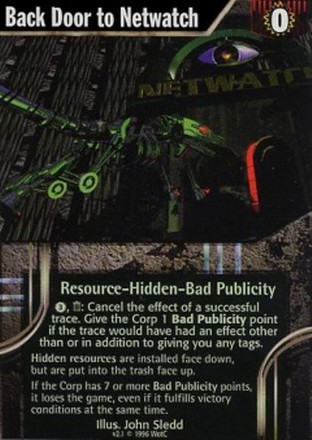 Back Door to Netwatch
0
NETWATCH
Resource-Hidden-Bad Publicity
3, : Cancel the effect of a successful
trace. Give the Corp 1 Bad Publicity point
if the trace would have had an effect other
than or in addition to giving you any tags.
Hidden resources are installed face down,
but are put into the trash face up.
If the Corp has 7 or more Bad Publicity points,
it loses the game, even if it fulfills victory
conditions at the same time.
Illus. John Sledd
v2.1 © 1996 WotC